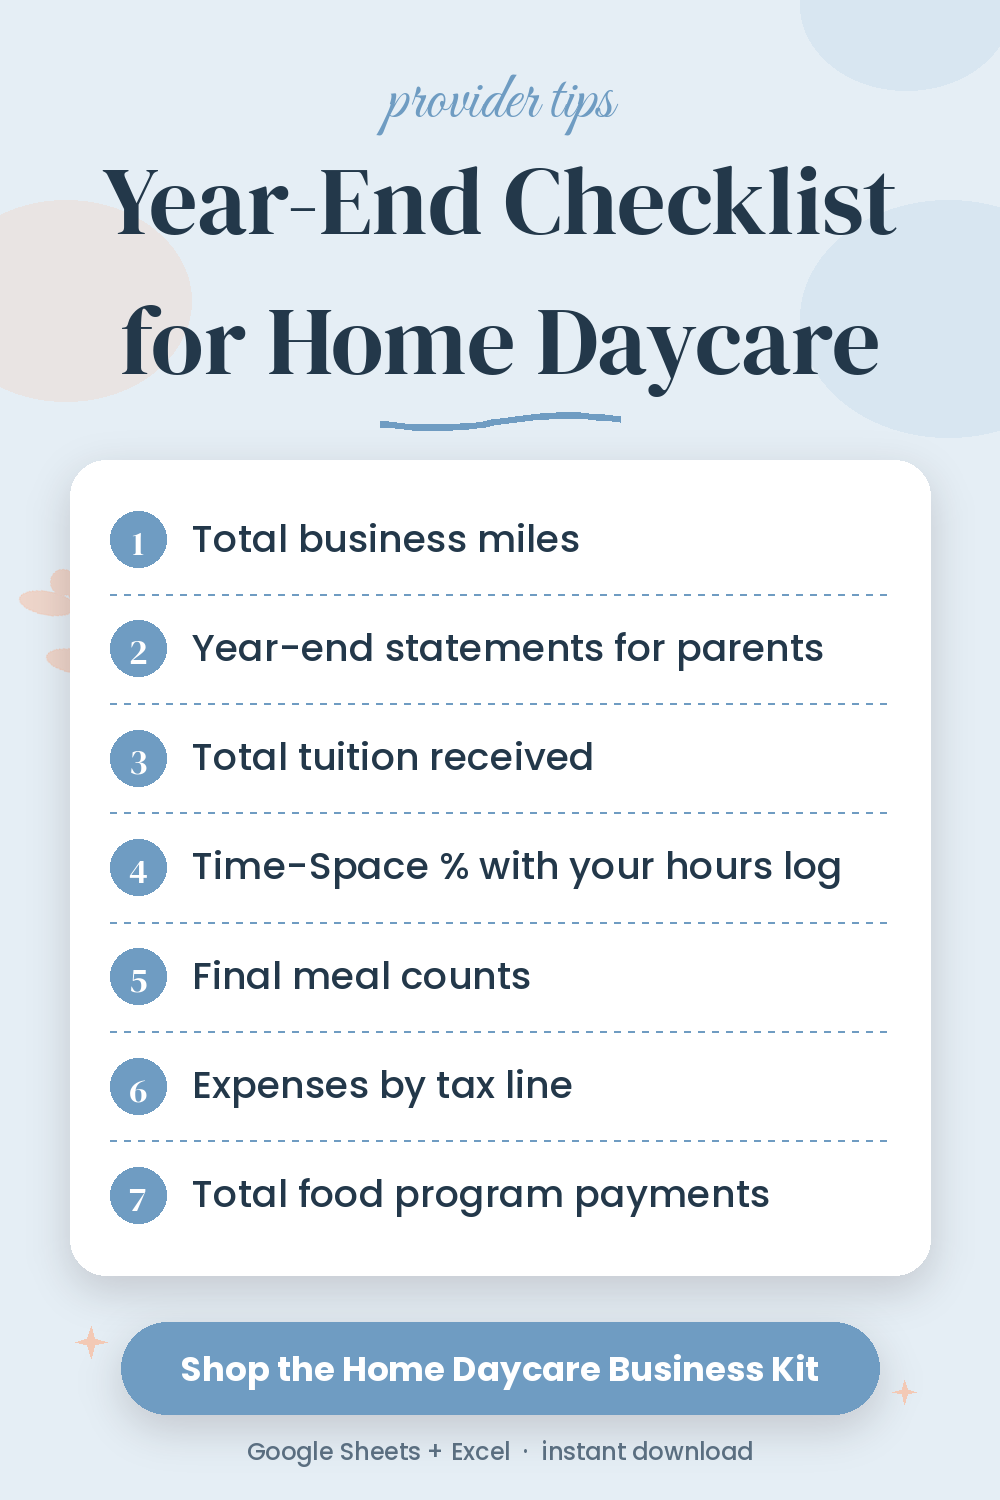 provider tips
Year-End Checklist
for Home Daycare
1 Total business miles
2 Year-end statements for parents
3 Total tuition received
4 Time-Space % with your hours log
5 Final meal counts
6 Expenses by tax line
7 Total food program payments
Shop the Home Daycare Business Kit
Google Sheets + Excel · instant download